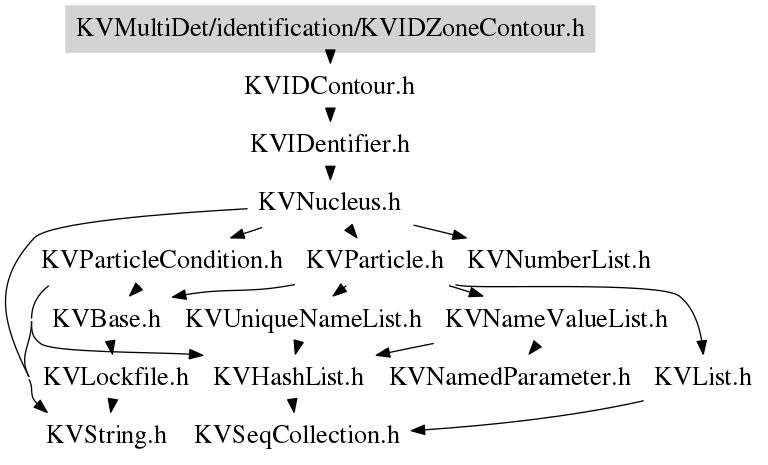 KVMultiDet/identification/KVIDZoneContour.h
KVIDContour.h
KVIDentifier.h
KVNucleus.h
KVParticleCondition.h KVParticle.h KVNumberList.h
KVBase.h KVUniqueNameList.h KVNameValueList.h
KVLockfile.h KVHashList.h KVNamedParameter.h KVList.h
KVString.h KVSeqCollection.h